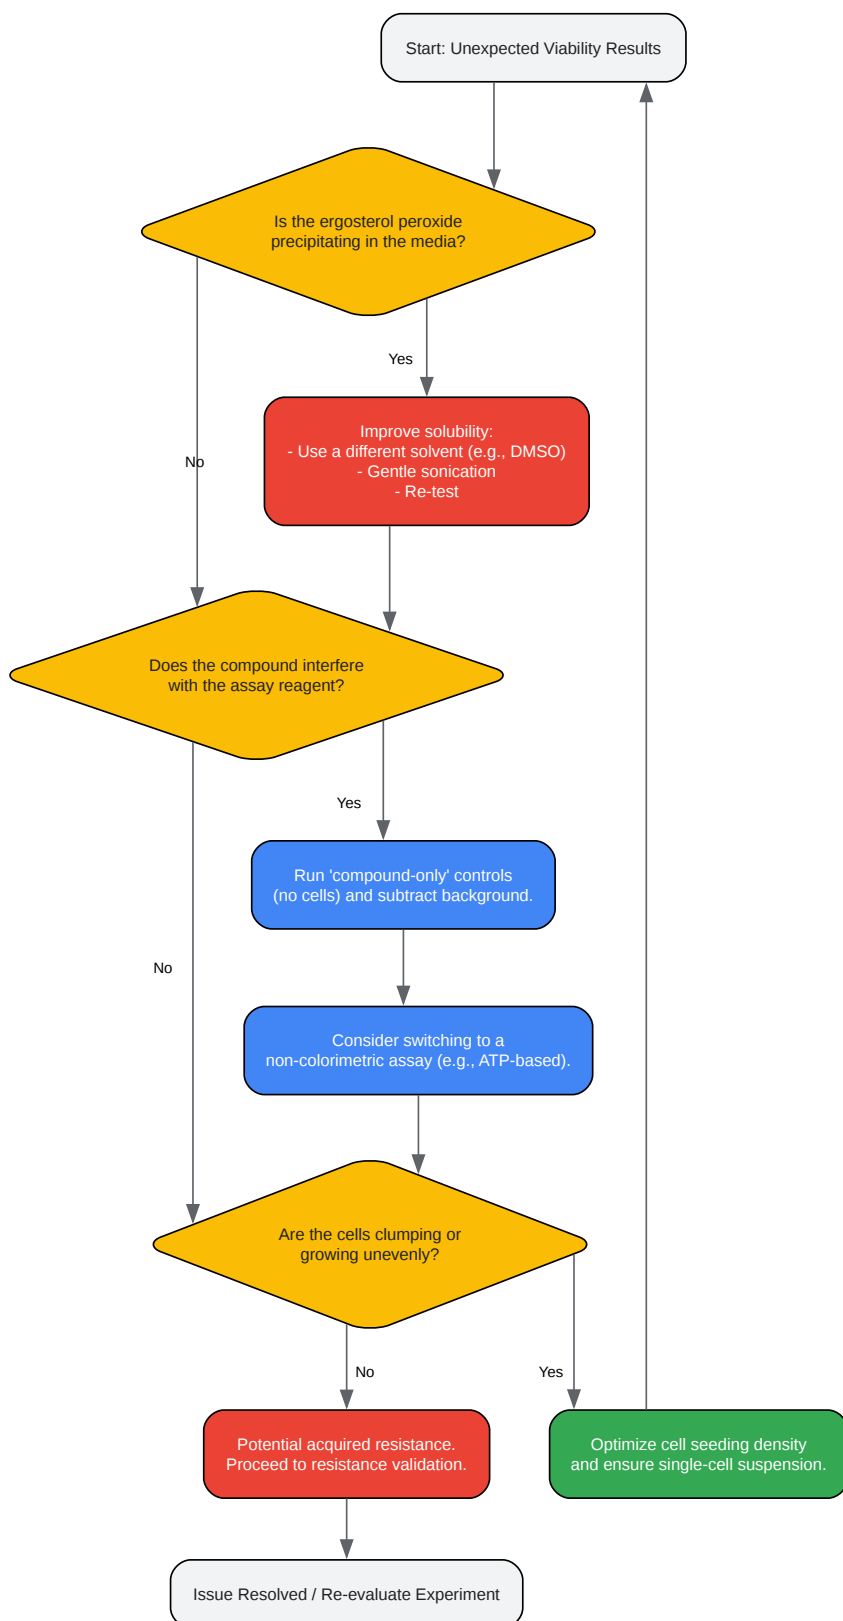 Start: Unexpected Viability Results
Is the ergosterol peroxide
precipitating in the media?
Yes
Improve solubility:
- Use a different solvent (e.g., DMSO)
- Gentle sonication
- Re-test
No
Does the compound interfere
with the assay reagent?
Yes
Run 'compound-only' controls
(no cells) and subtract background.
No
Consider switching to a
non-colorimetric assay (e.g., ATP-based).
Are the cells clumping or
growing unevenly?
No
Yes
Potential acquired resistance.
Proceed to resistance validation.
Optimize cell seeding density
and ensure single-cell suspension.
Issue Resolved / Re-evaluate Experiment